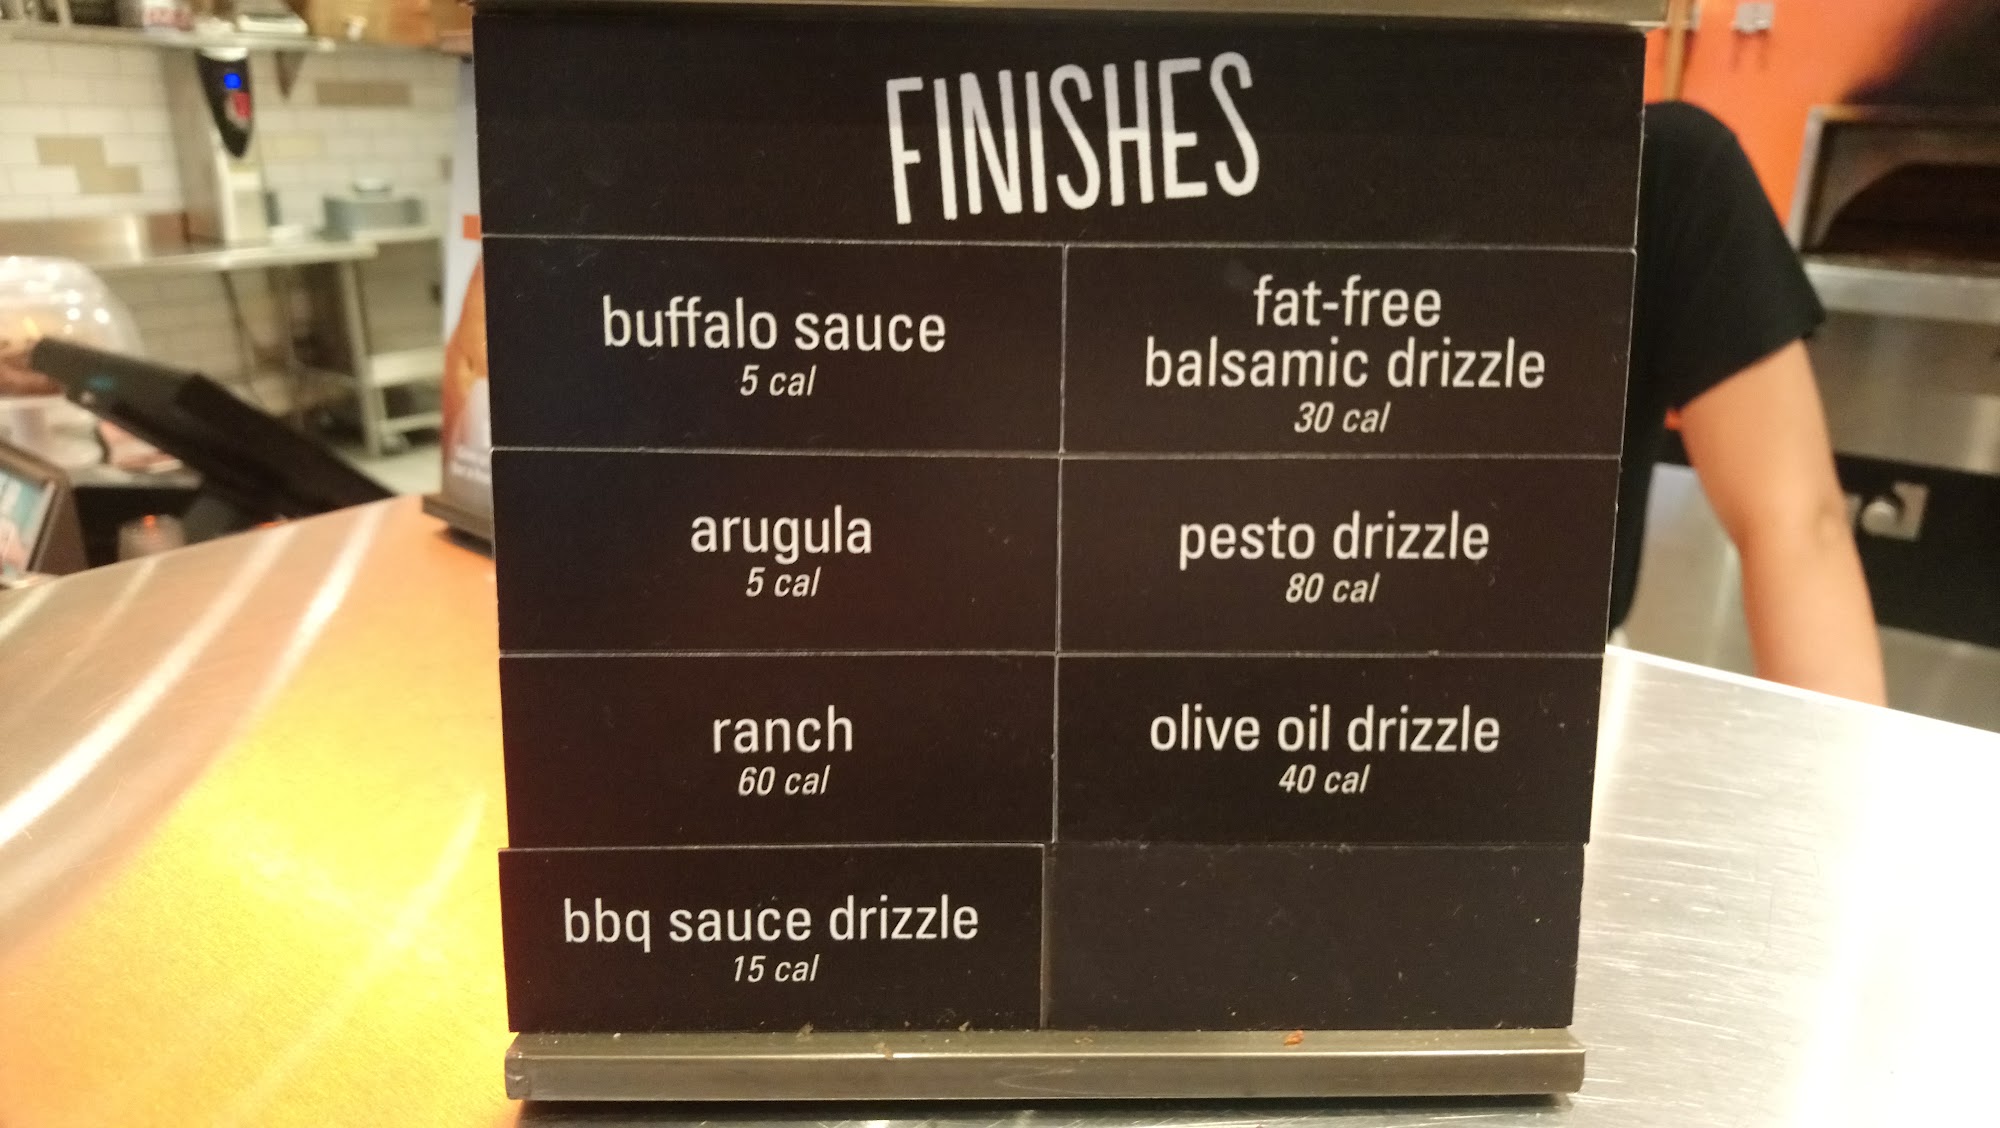 FINISHES
buffalo sauce
5 cal
fat-free
balsamic drizzle
30 cal
arugula
5 cal
pesto drizzle
80 cal
ranch
60 cal
olive oil drizzle
40 cal
bbq sauce drizzle
15 cal